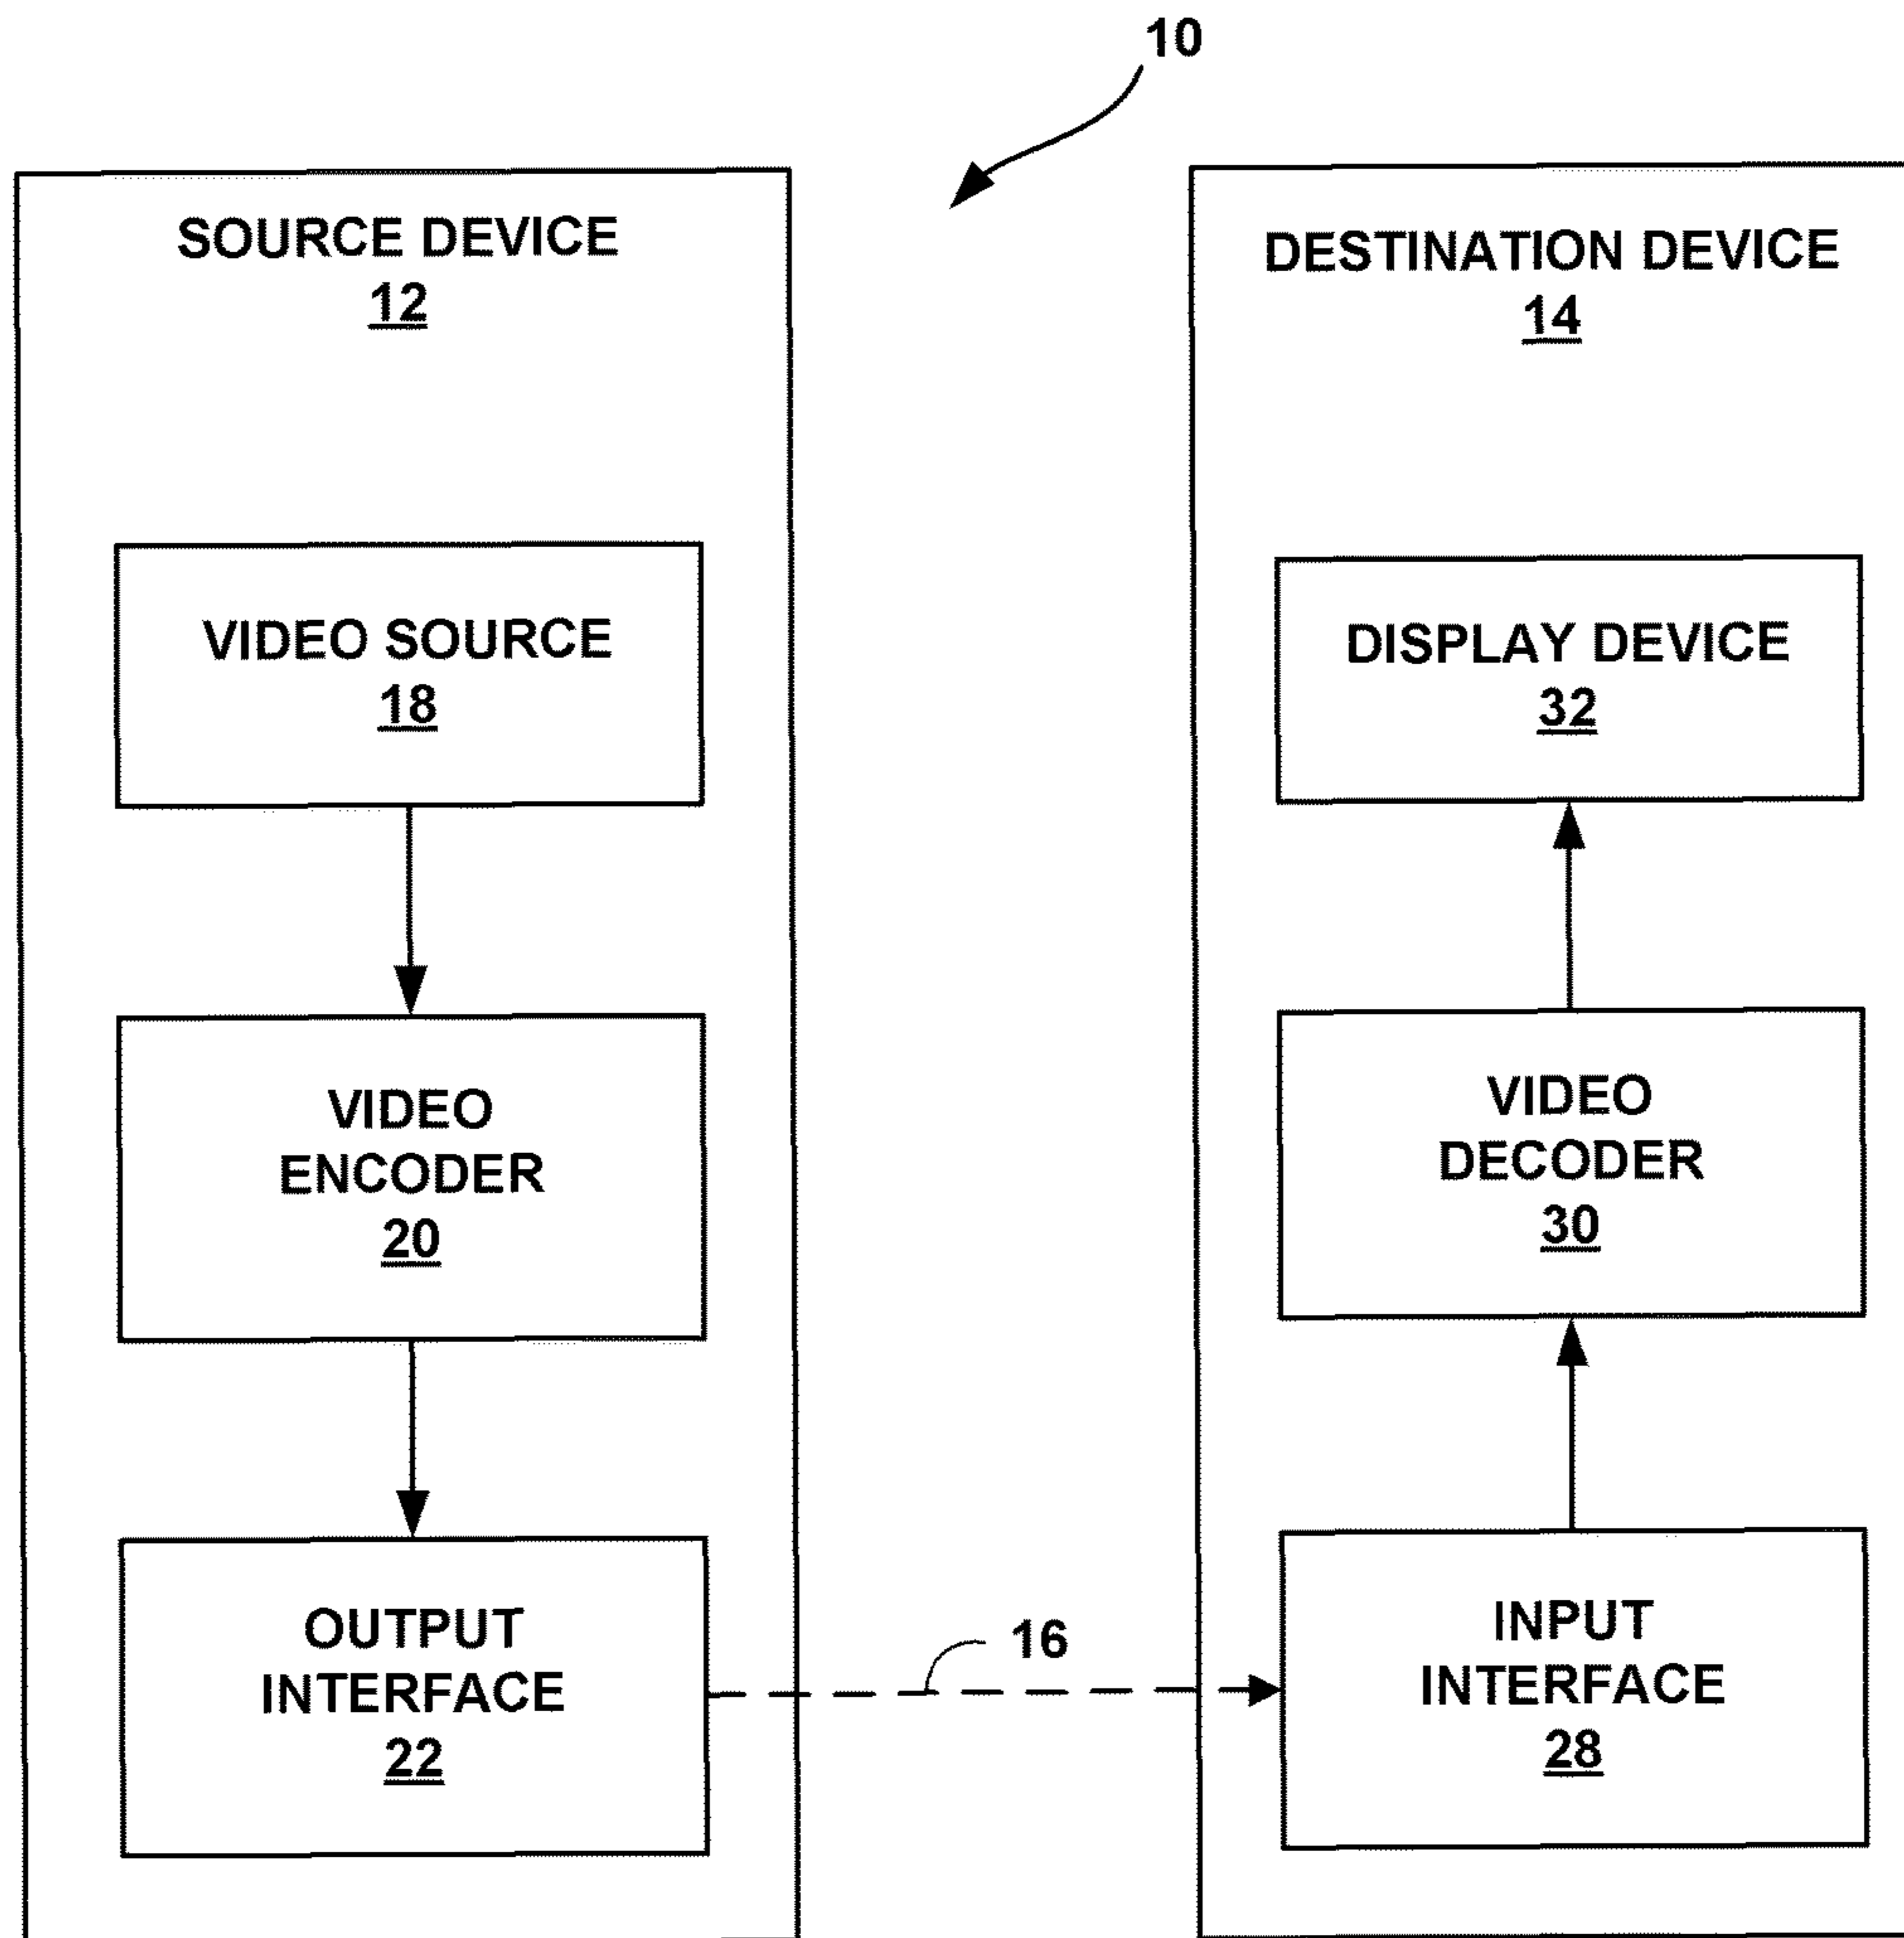 10
SOURCE DEVICE
12
VIDEO SOURCE
18
VIDEO
ENCODER
20
OUTPUT
INTERFACE
22
16
DESTINATION DEVICE
14
DISPLAY DEVICE
32
VIDEO
DECODER
30
INPUT
INTERFACE
28